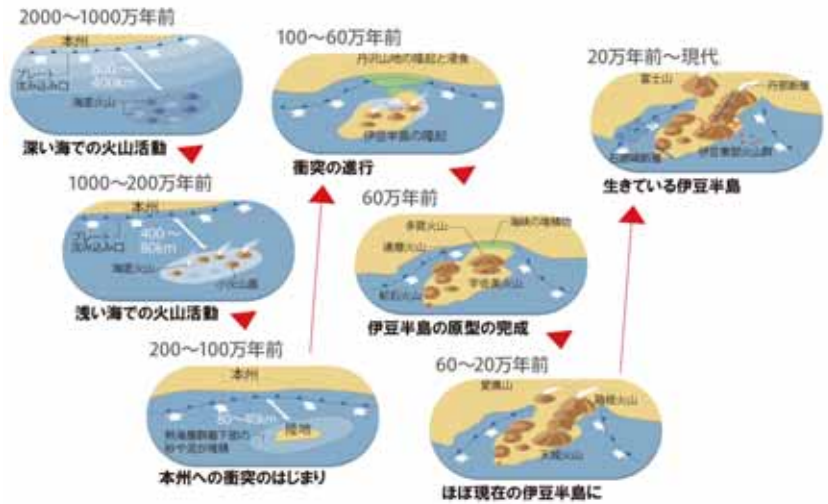 2000～1000万年前
本州
プレート
沈み込み口
海底火山
深い海での火山活動
1000～200万年前
本州
プレート
沈み込み口
400～
80km
海底火山
小火山島
浅い海での火山活動
200～100万年前
本州
80～40km
陸地
本州への衝突のはじまり
100～60万年前
丹沢山地の隆起と浸食
伊豆半島の隆起
衝突の進行
60万年前
多賀火山
達磨火山
宇佐美火山
伊豆半島の原型の完成
60～20万年前
愛鷹山
箱根火山
天城火山
ほぼ現在の伊豆半島に
20万年前～現代
富士山
丹那断層
石廊崎断層
伊豆東部火山群
生きている伊豆半島